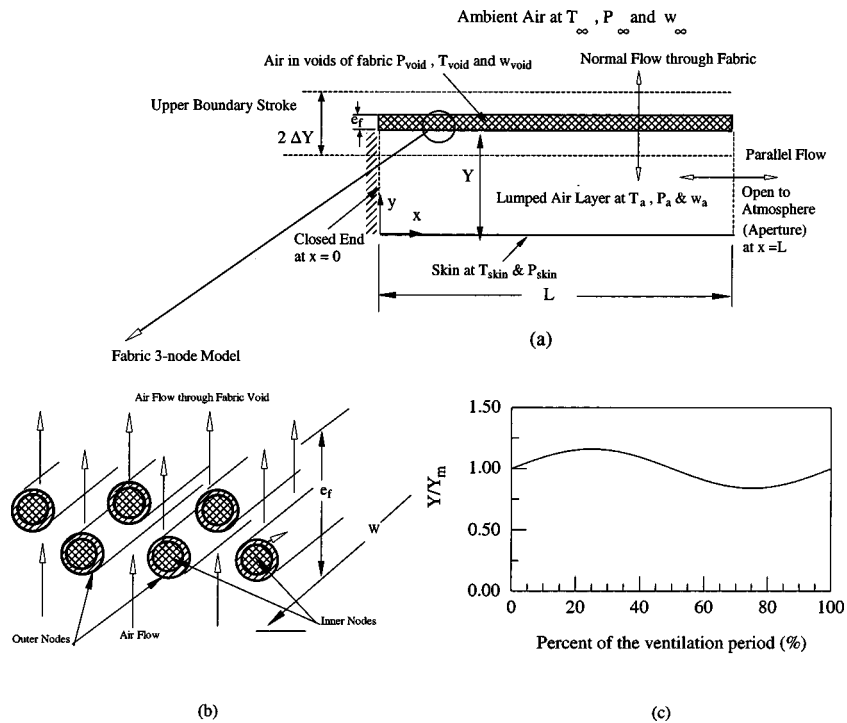 Ambient Air at T∞ , P∞ and w∞
Air in voids of fabric Pvoid , Tvoid and wvoid
Normal Flow through Fabric
Upper Boundary Stroke
ef
2 ΔY
Y
Parallel Flow
Lumped Air Layer at Ta , Pa & wa
Open to
Atmosphere
(Aperture)
at x =L
y
x
Closed End
at x = 0
Skin at Tskin & Pskin
L
(a)
Fabric 3-node Model
Air Flow through Fabric Void
ef
w
Outer Nodes
Air Flow
Inner Nodes
(b)
1.50
1.00
0.50
0.00
Y/Ym
0 20 40 60 80 100
Percent of the ventilation period (%)
(c)